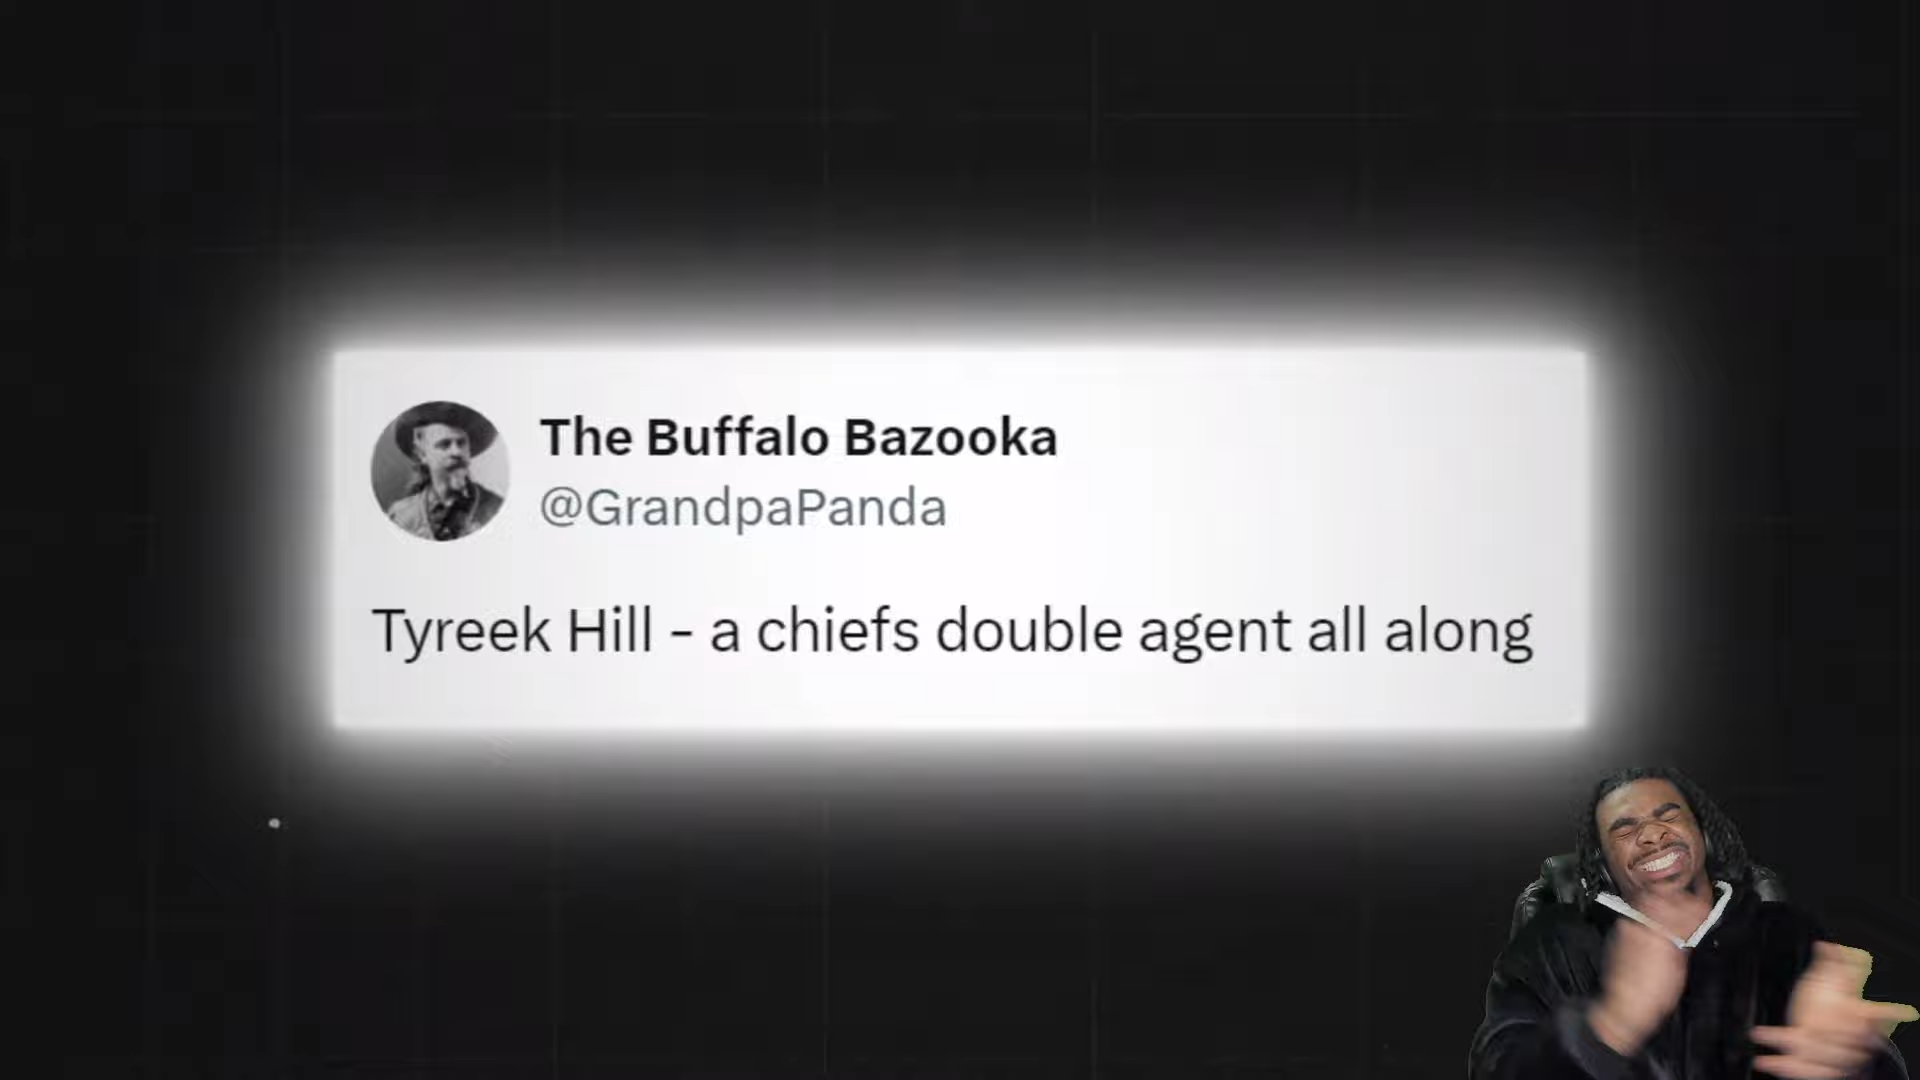 The Buffalo Bazooka
@GrandpaPanda
Tyreek Hill - a chiefs double agent all along